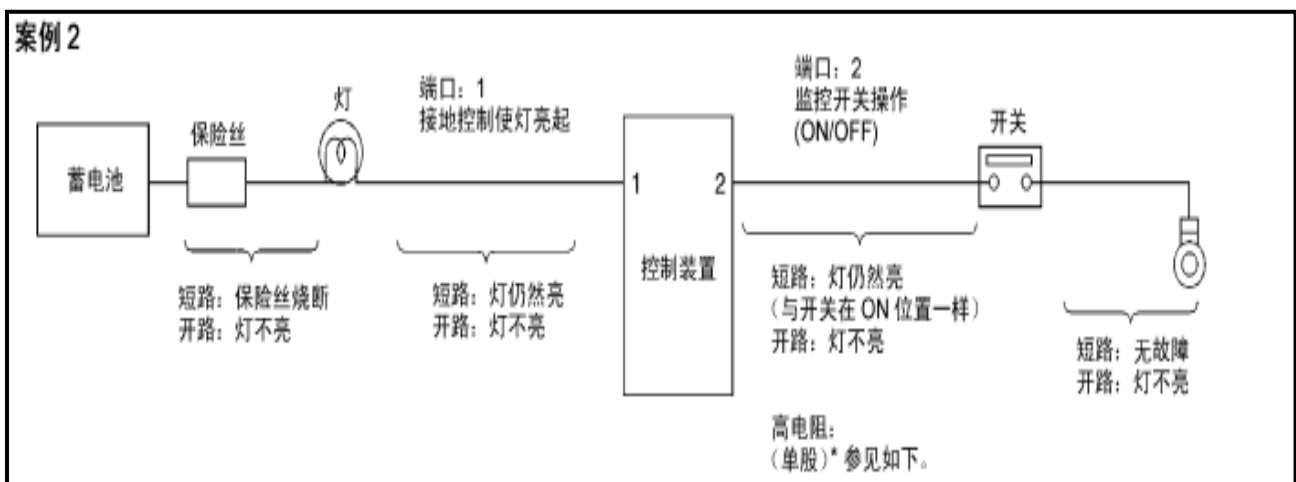 案例 2
端口：2
监控开关操作
(ON/OFF)
灯
端口：1
接地控制使灯亮起
开关
保险丝
蓄电池
1
2
控制装置
短路：保险丝烧断
开路：灯不亮
短路：灯仍然亮
开路：灯不亮
短路：灯仍然亮
（与开关在 ON 位置一样）
开路：灯不亮
短路：无故障
开路：灯不亮
高电阻：
（单股）* 参见如下。